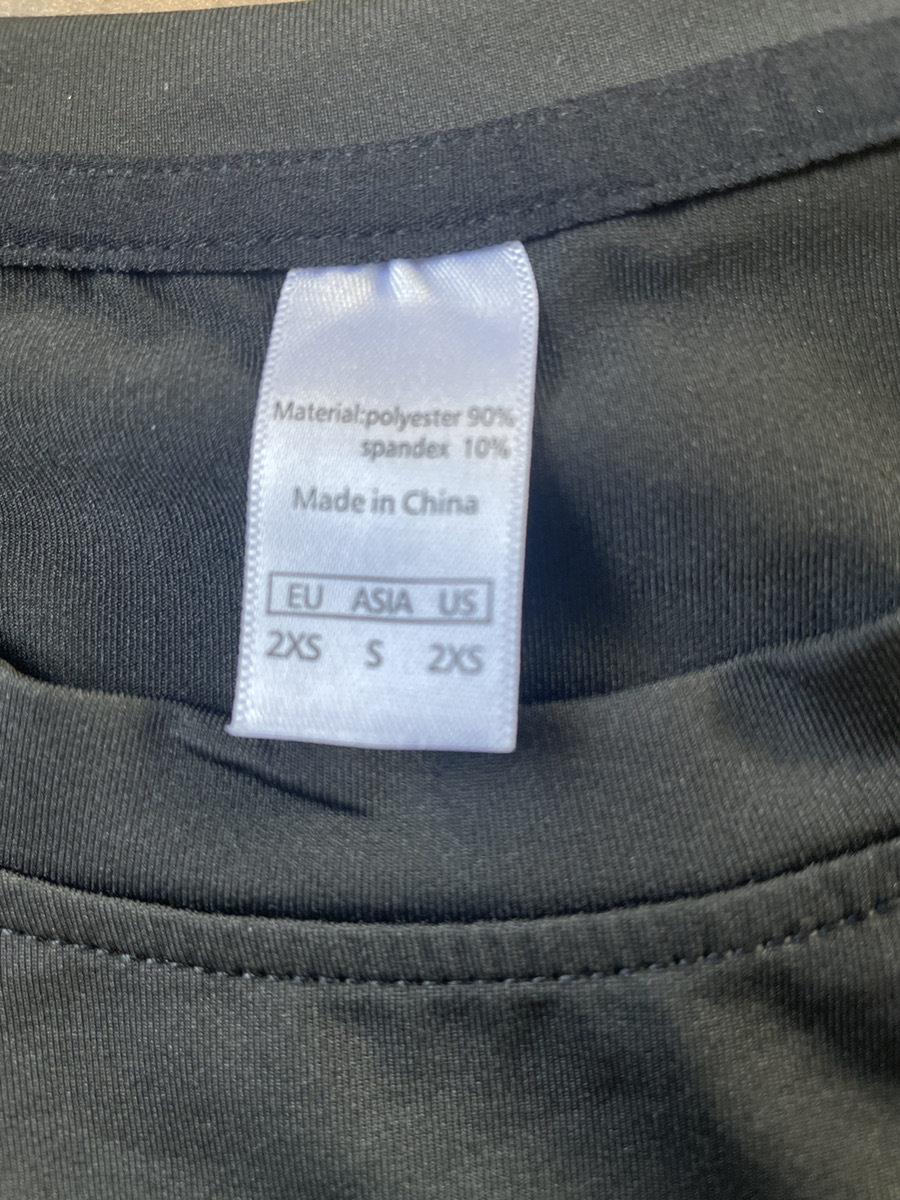 Material:polyester 90%
spandex 10%
Made in China
EU ASIA US
2XS S 2XS